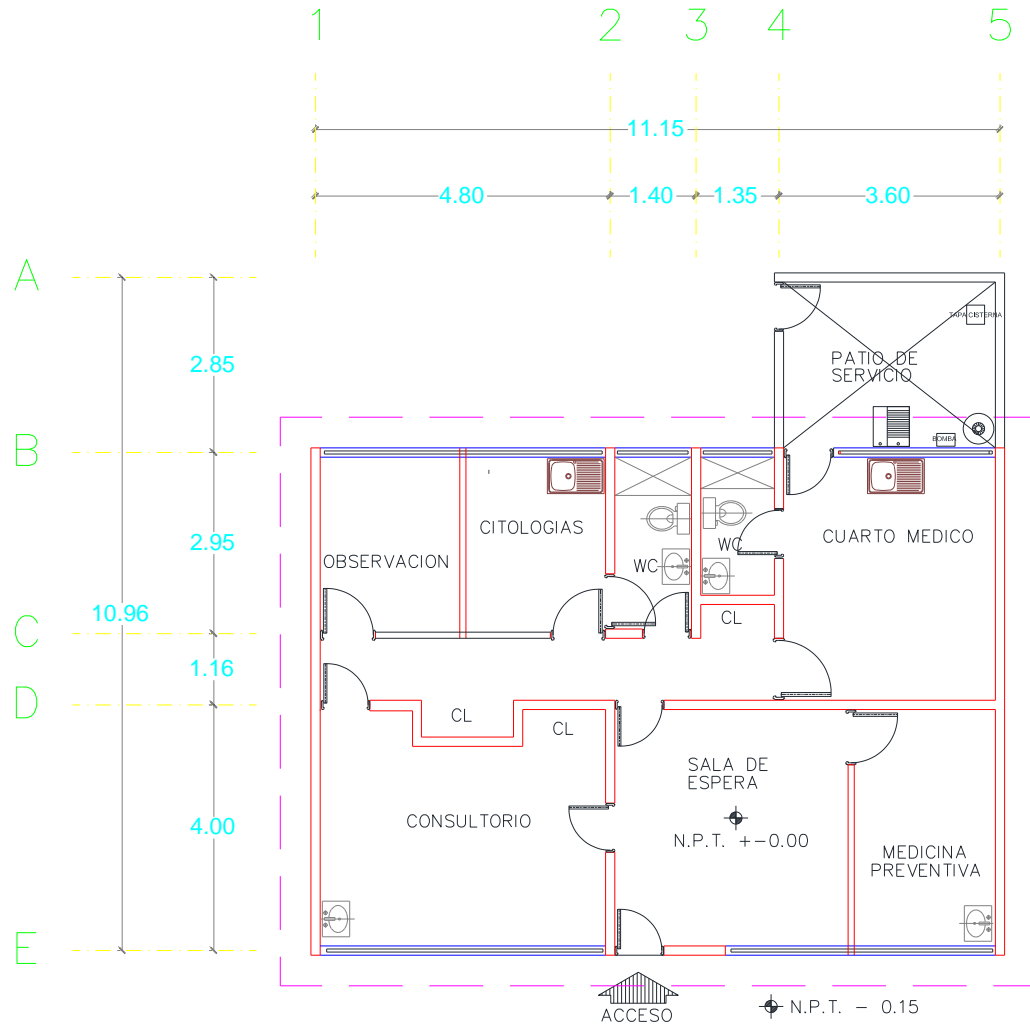 1 2 3 4 5
11.15
4.80 1.40 1.35 3.60
A
2.85
TAPA CISTERNA
PATIO DE
SERVICIO
BOMBA
B
CITOLOGIAS
CUARTO MEDICO
2.95
WC
OBSERVACION
WC
10.96
CL
C
1.16
D
CL
CL
SALA DE
ESPERA
CONSULTORIO
4.00
N.P.T. +-0.00
MEDICINA
PREVENTIVA
E
N.P.T. - 0.15
ACCESO